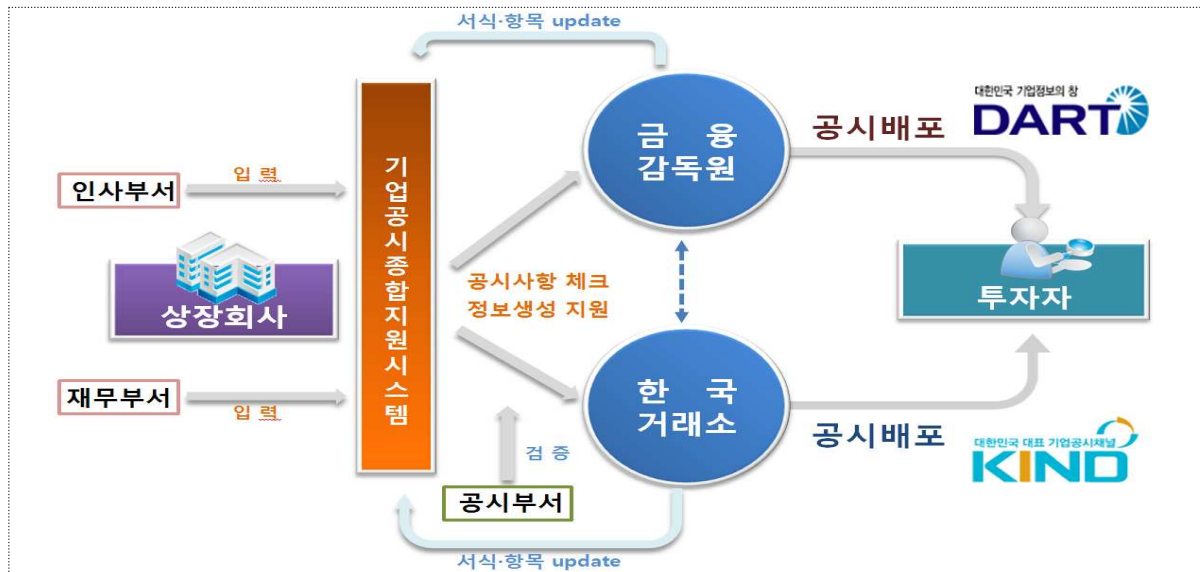 서식·항목 update
대한민국 기업정보의 창
DART
금 융
감독원
공시배포
기업공시종합지원시스템
인사부서
입 력
상장회사
공시사항 체크
정보생성 지원
투자자
재무부서
입 력
한 국
거래소
공시배포
대한민국 대표 기업공시채널
KIND
검 증
공시부서
서식·항목 update